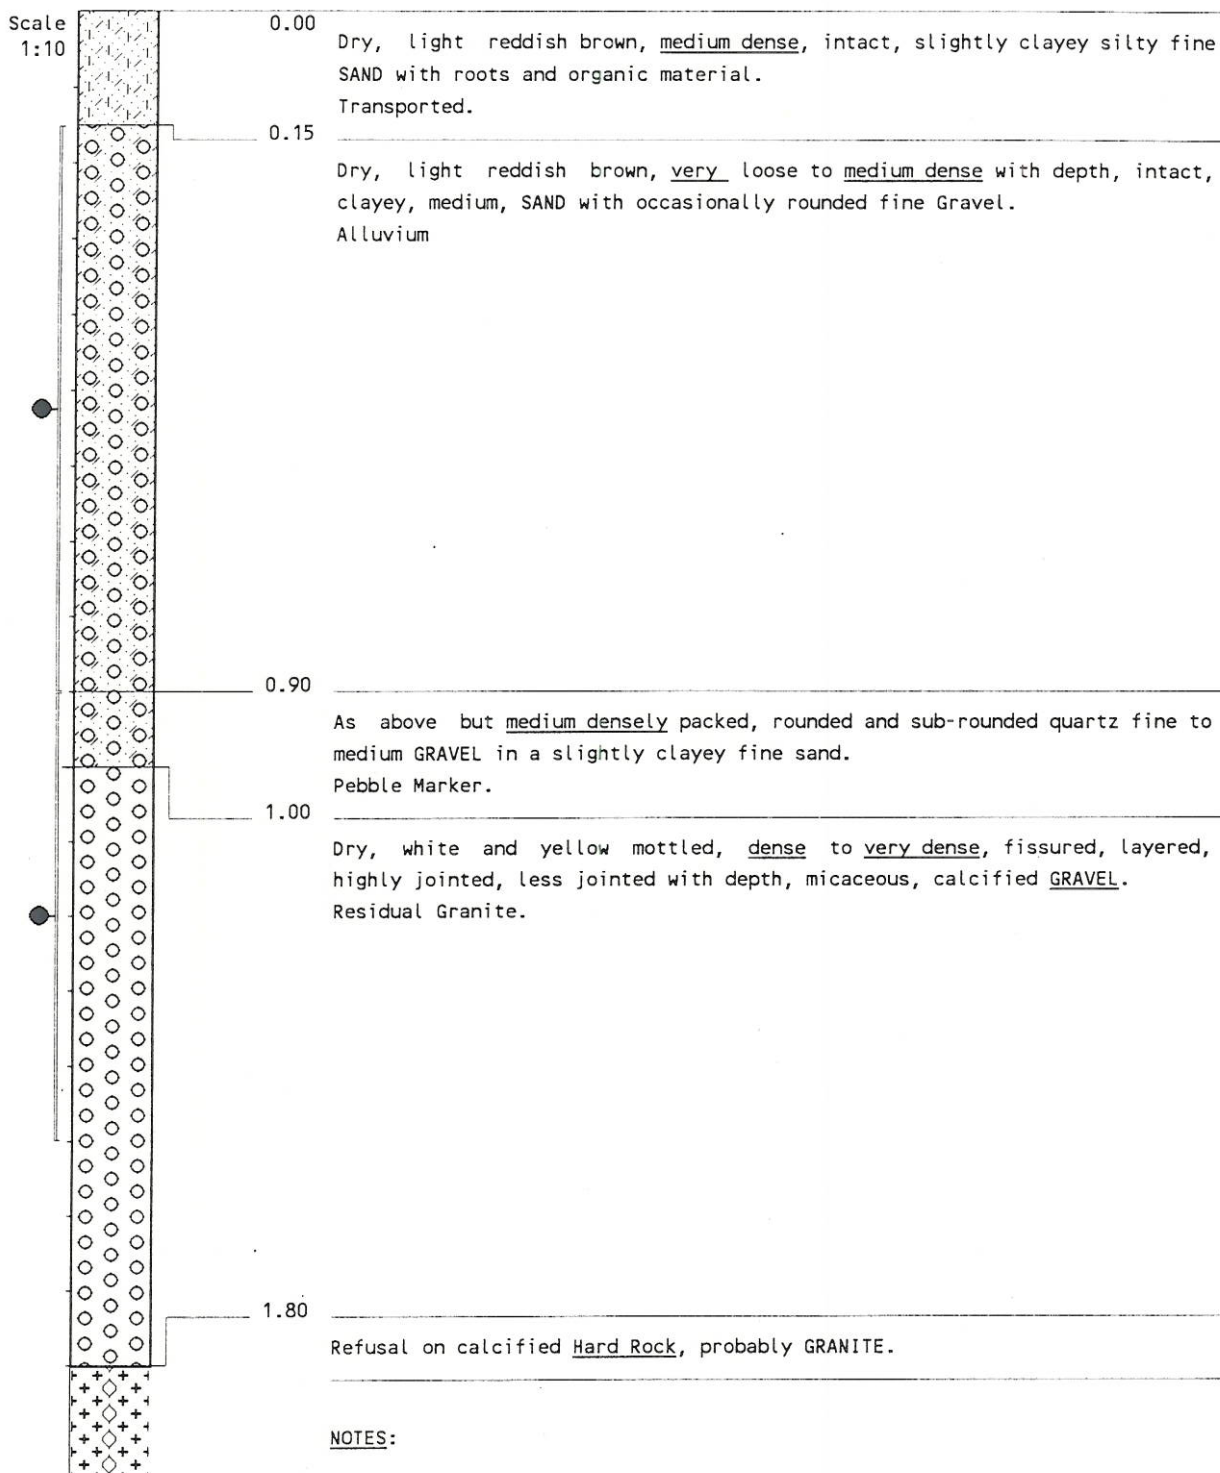 Scale
1:10
0.00
Dry, light reddish brown, medium dense, intact, slightly clayey silty fine
SAND with roots and organic material.
Transported.
0.15
Dry, light reddish brown, very loose to medium dense with depth, intact,
clayey, medium, SAND with occasionally rounded fine Gravel.
Alluvium
0.90
As above but medium densely packed, rounded and sub-rounded quartz fine to
medium GRAVEL in a slightly clayey fine sand.
Pebble Marker.
1.00
Dry, white and yellow mottled, dense to very dense, fissured, layered,
highly jointed, less jointed with depth, micaceous, calcified GRAVEL.
Residual Granite.
1.80
Refusal on calcified Hard Rock, probably GRANITE.
NOTES: